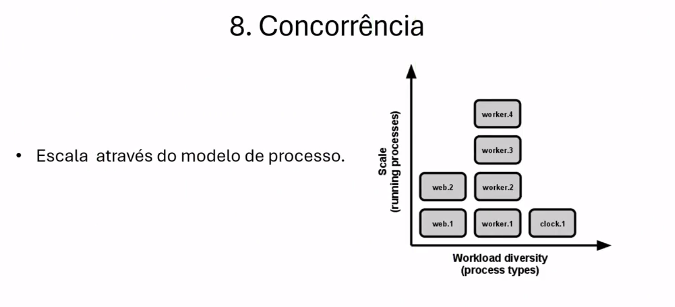 8. Concorrência
• Escala através do modelo de processo.
Scale
(running processes)
worker.4
worker.3
web.2
worker.2
web.1
worker.1
clock.1
Workload diversity
(process types)